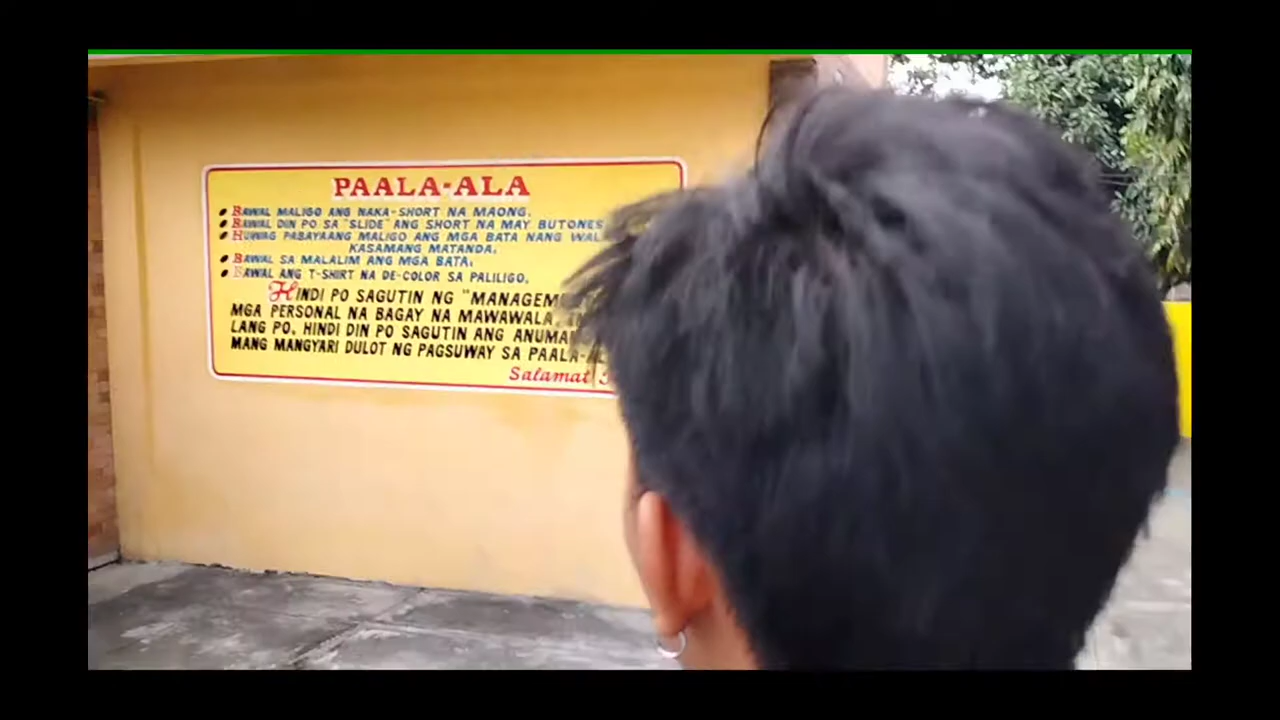 PAALA-ALA
BAWAL MALIGO ANG NAKA-SHORT NA MAONG.
BAWAL DIN PO SA "SLIDE" ANG SHORT NA MAY BUTONES
HUWAG PABAYAANG MALIGO ANG MGA BATA NANG
KASAMANG MATANDA.
BAWAL SA MALALIM ANG MGA BATA.
BAWAL ANG T-SHIRT NA DE-COLOR SA PALILIGO.
HINDI PO SAGUTIN NG "MANAGEM
MGA PERSONAL NA BAGAY NA MAWAWALA,
LANG PO. HINDI DIN PO SAGUTIN ANG ANUMA
MANG MANGYARI DULOT NG PAGSUWAY SA PAALA-
Salamat